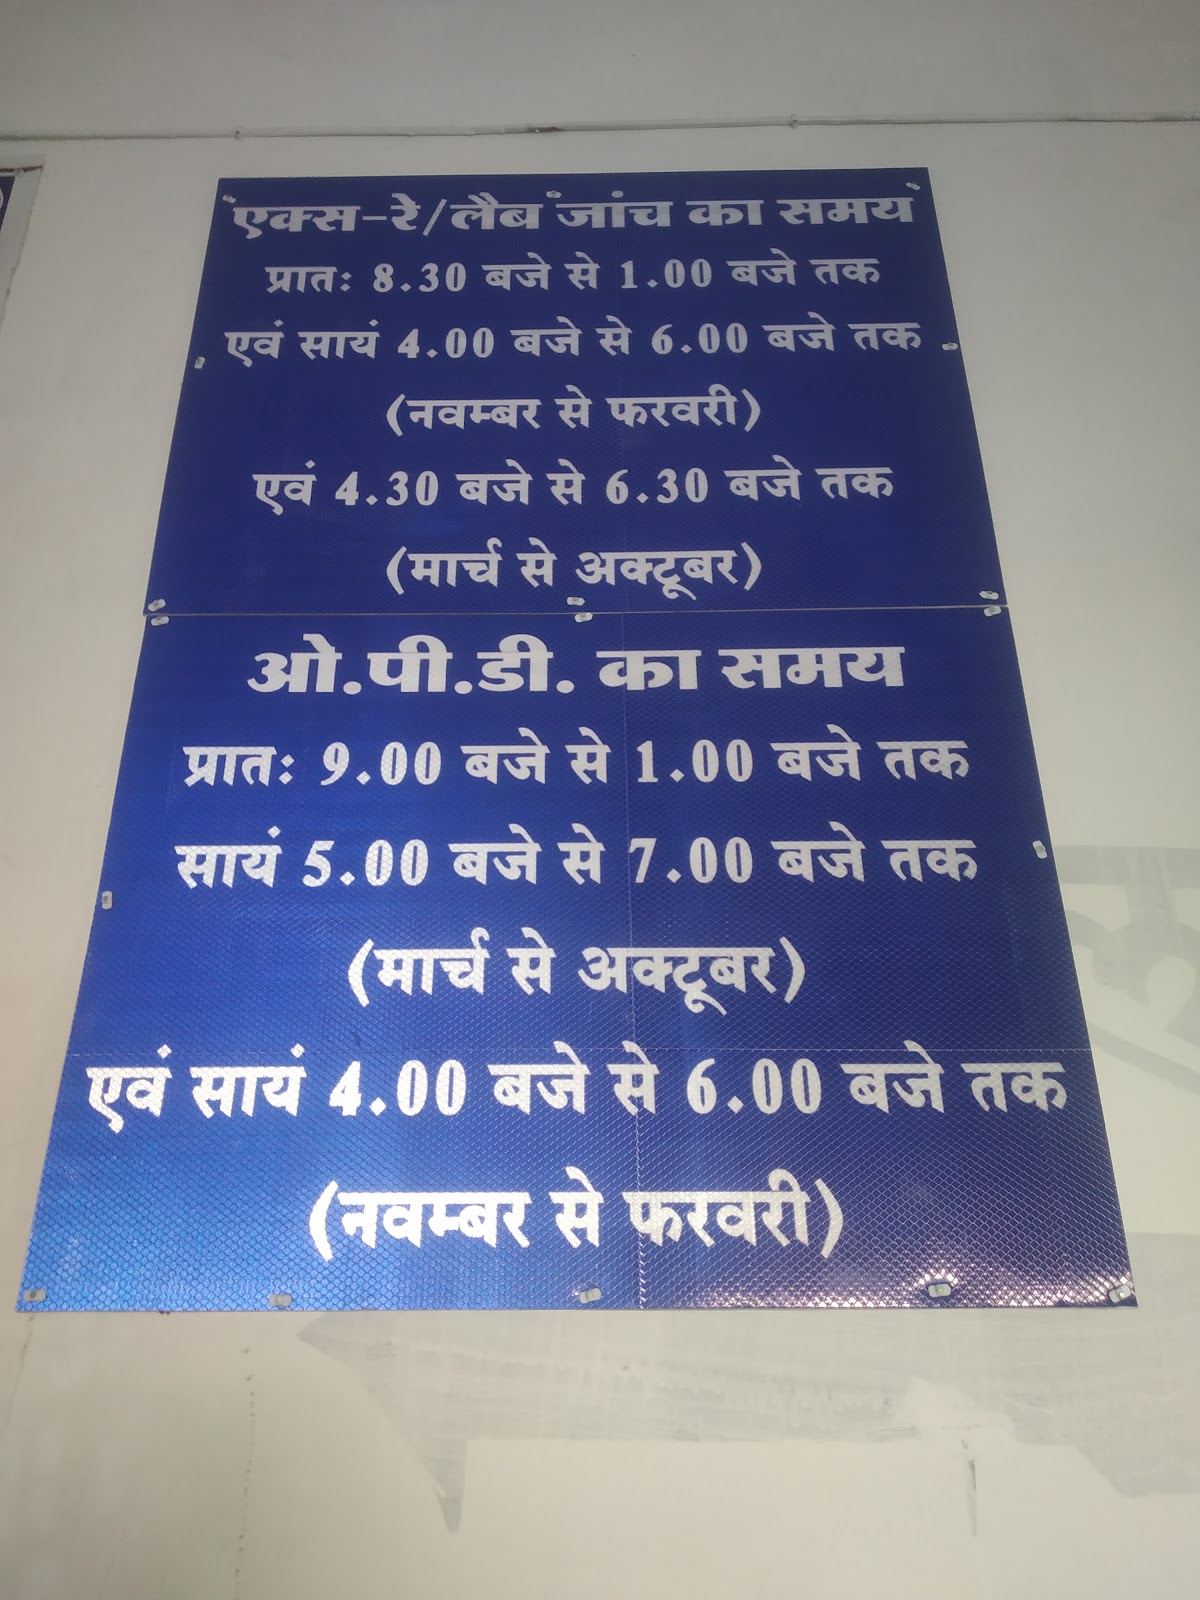 एक्स-रे/लैब जांच का समय
प्रातः 8.30 बजे से 1.00 बजे तक
एवं सायं 4.00 बजे से 6.00 बजे तक
(नवम्बर से फरवरी)
एवं 4.30 बजे से 6.30 बजे तक
(मार्च से अक्टूबर)
ओ.पी.डी. का समय
प्रातः 9.00 बजे से 1.00 बजे तक
सायं 5.00 बजे से 7.00 बजे तक
(मार्च से अक्टूबर)
एवं सायं 4.00 बजे से 6.00 बजे तक
(नवम्बर से फरवरी)